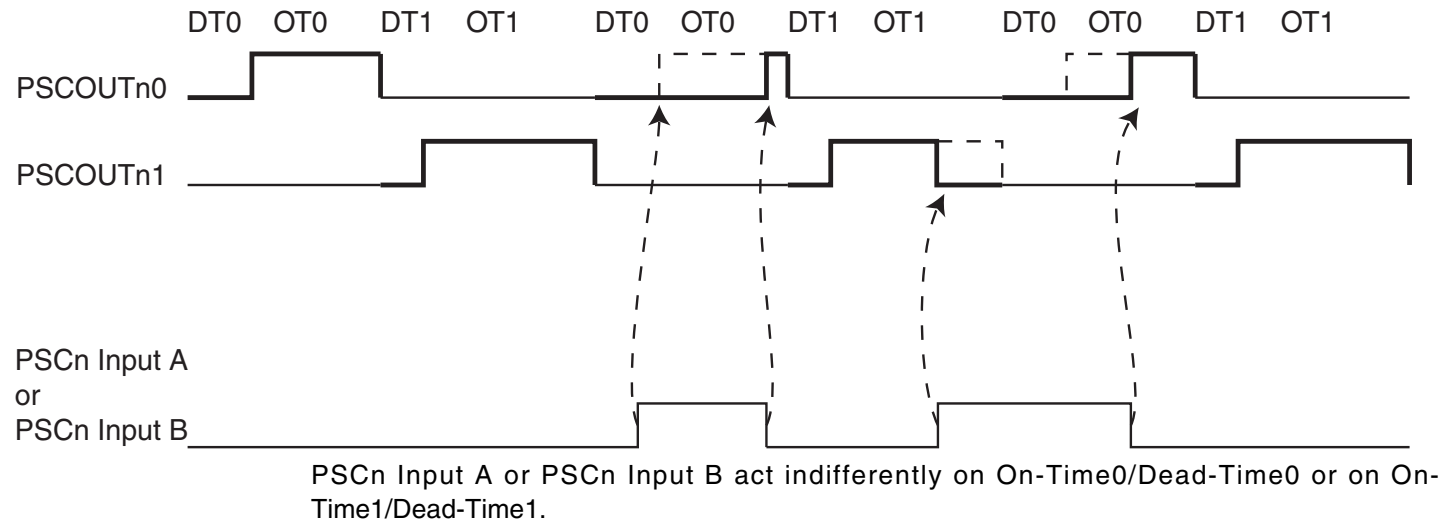 DT0 OT0 DT1 OT1 DT0 OT0 DT1 OT1 DT0 OT0 DT1 OT1
PSCOUTn0
PSCOUTn1
PSCn Input A
or
PSCn Input B
PSCn Input A or PSCn Input B act indifferently on On-Time0/Dead-Time0 or on On-
Time1/Dead-Time1.